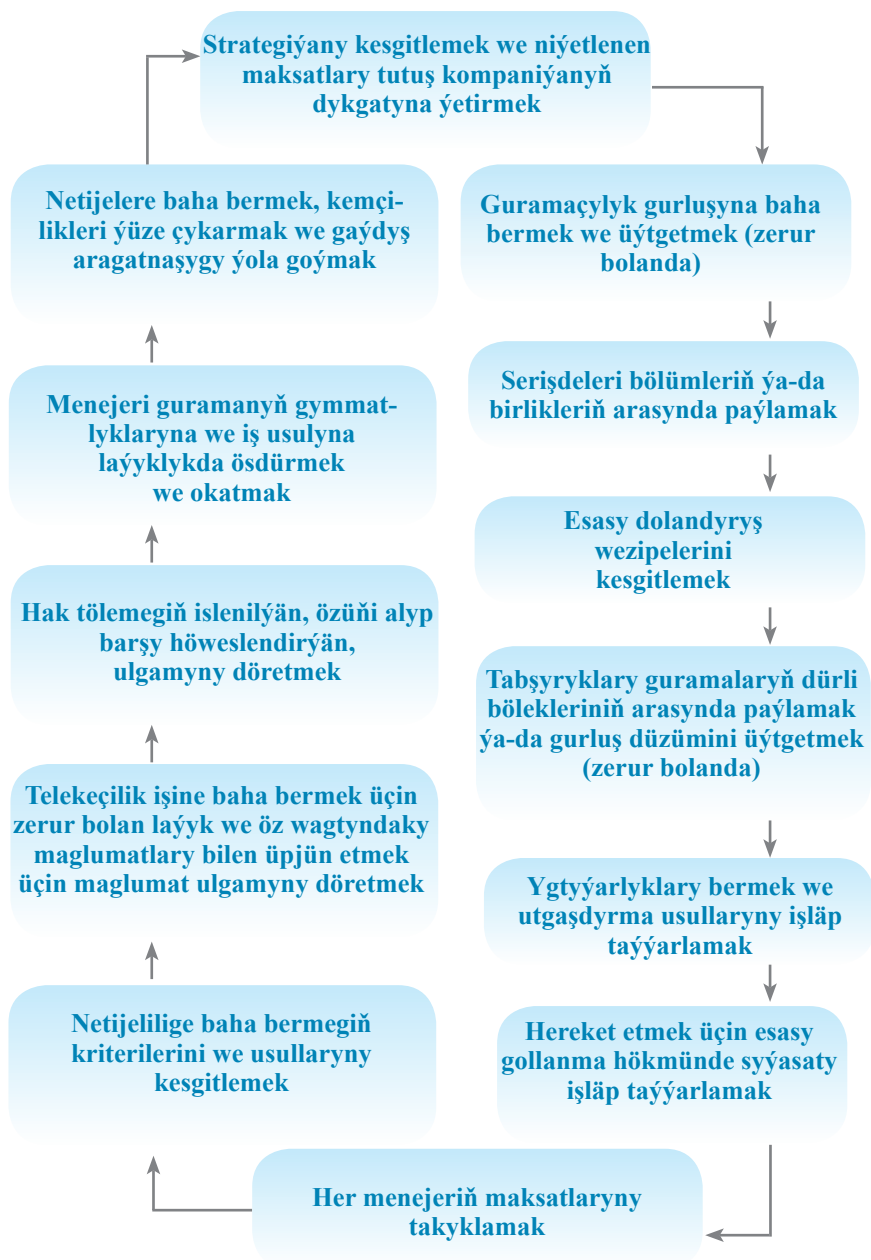 Strategiýany kesgitlemek we niýetlenen
maksatlary tutuş kompaniýanyň
dykgatyna ýetirmek
Guramaçylyk gurluşyna baha
bermek we üýtgetmek (zerur
bolanda)
Serişdeleri bölümleriň ýa-da
birlikleriň arasynda paýlamak
Esasy dolandyryş
wezipelerini
kesgitlemek
Tabşyryklary guramalaryň dürli
bölekleriniň arasynda paýlamak
ýa-da gurluş düzümini üýtgetmek
(zerur bolanda)
Ygtyýarlyklary bermek we
utgaşdyrma usullaryny işläp
taýýarlamak
Hereket etmek üçin esasy
gollanma hökmünde syýasaty
işläp taýýarlamak
Her menejeriň maksatlaryny
takyklamak
Netijelilige baha bermegiň
kriterilerini we usullaryny
kesgitlemek
Telekeçilik işine baha bermek üçin
zerur bolan laýyk we öz wagtyndaky
maglumatlary bilen üpjün etmek
üçin maglumat ulgamyny döretmek
Hak tölemegiň islenilýän, özüňi alyp
barşy höweslendirýän,
ulgamyny döretmek
Menejeri guramanyň gymmat-
lyklaryna we iş usulyna
laýyklykda ösdürmek
we okatmak
Netijelere baha bermek, kemçi-
likleri ýüze çykarmak we gaýdyş
aragatnaşygy ýola goýmak